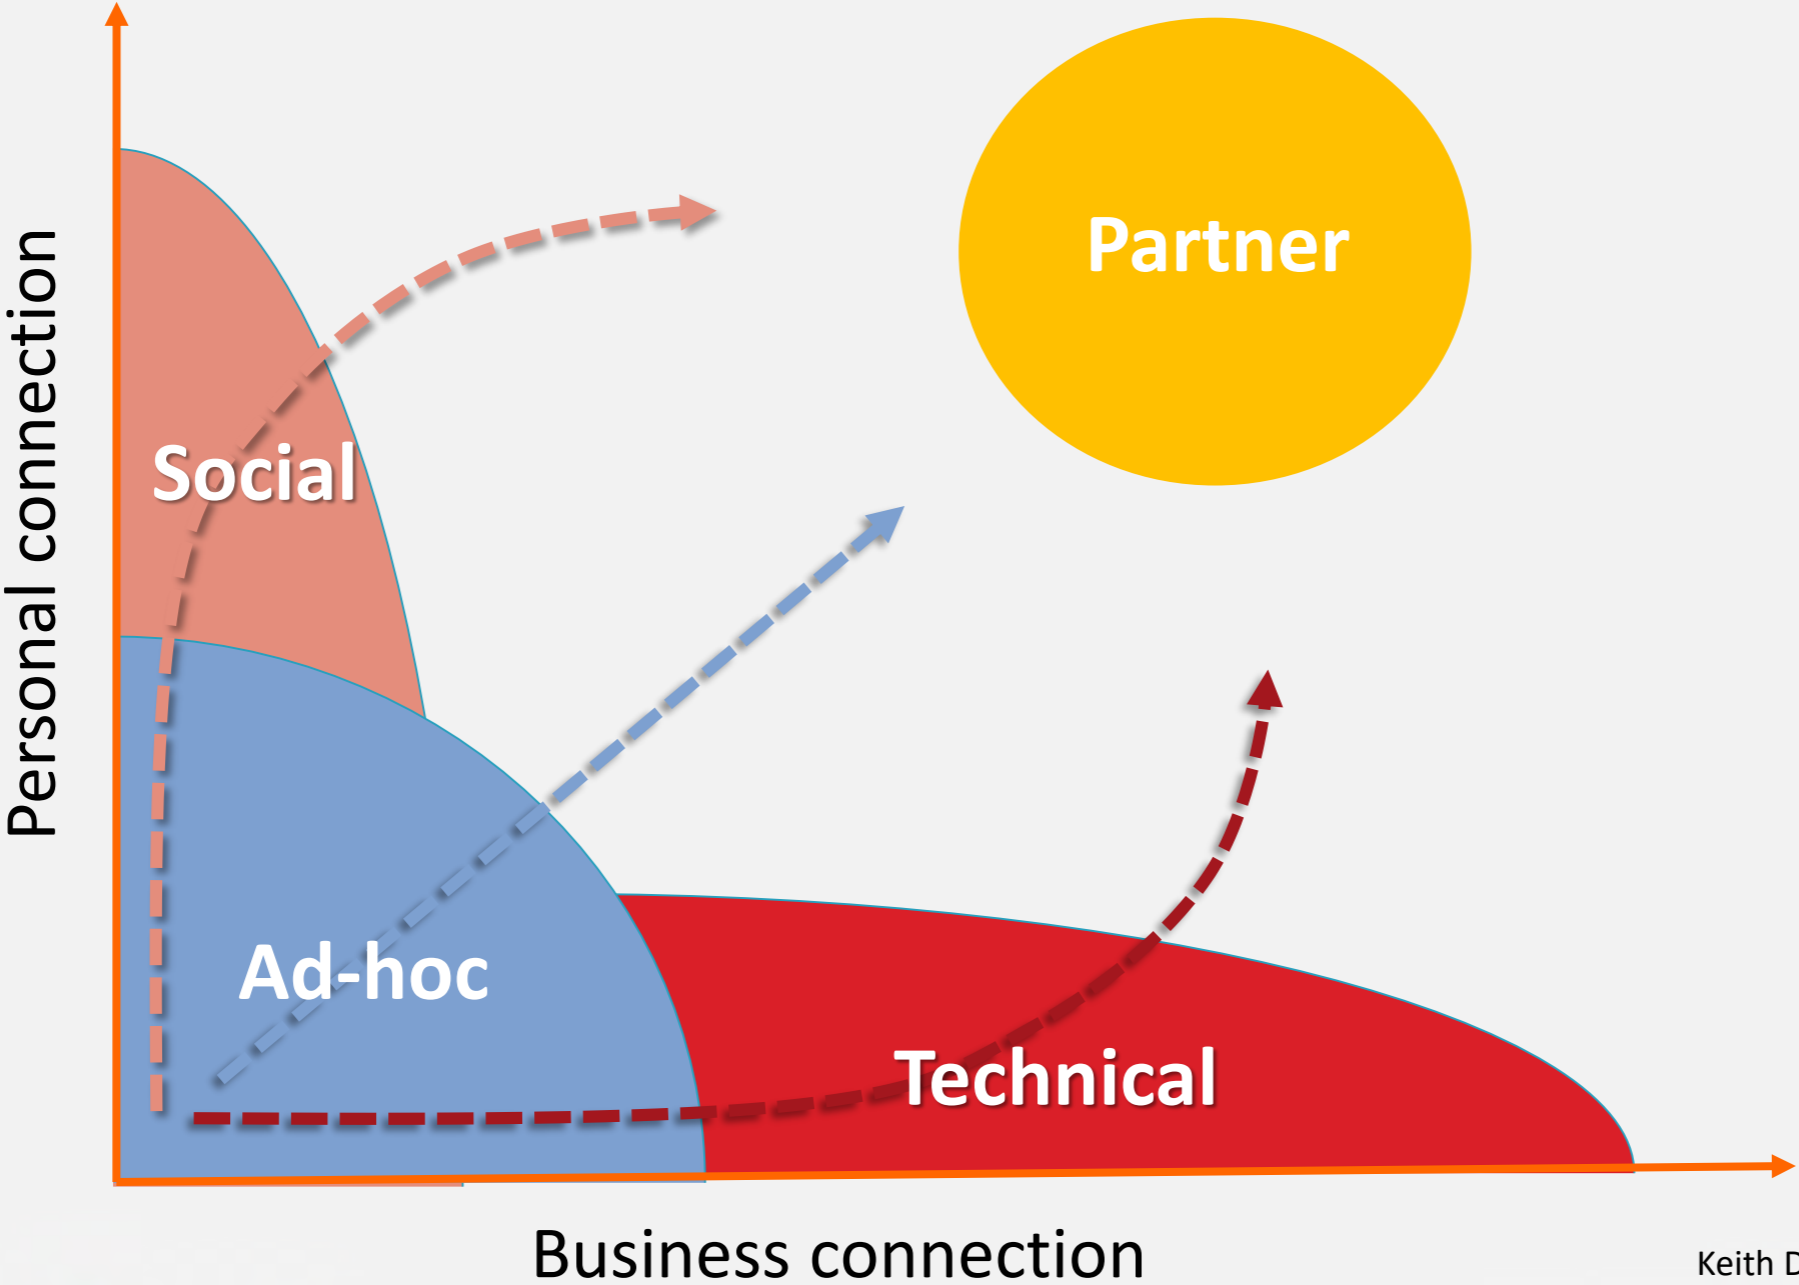 Personal connection
Partner
Social
Ad-hoc
Technical
Business connection
Keith